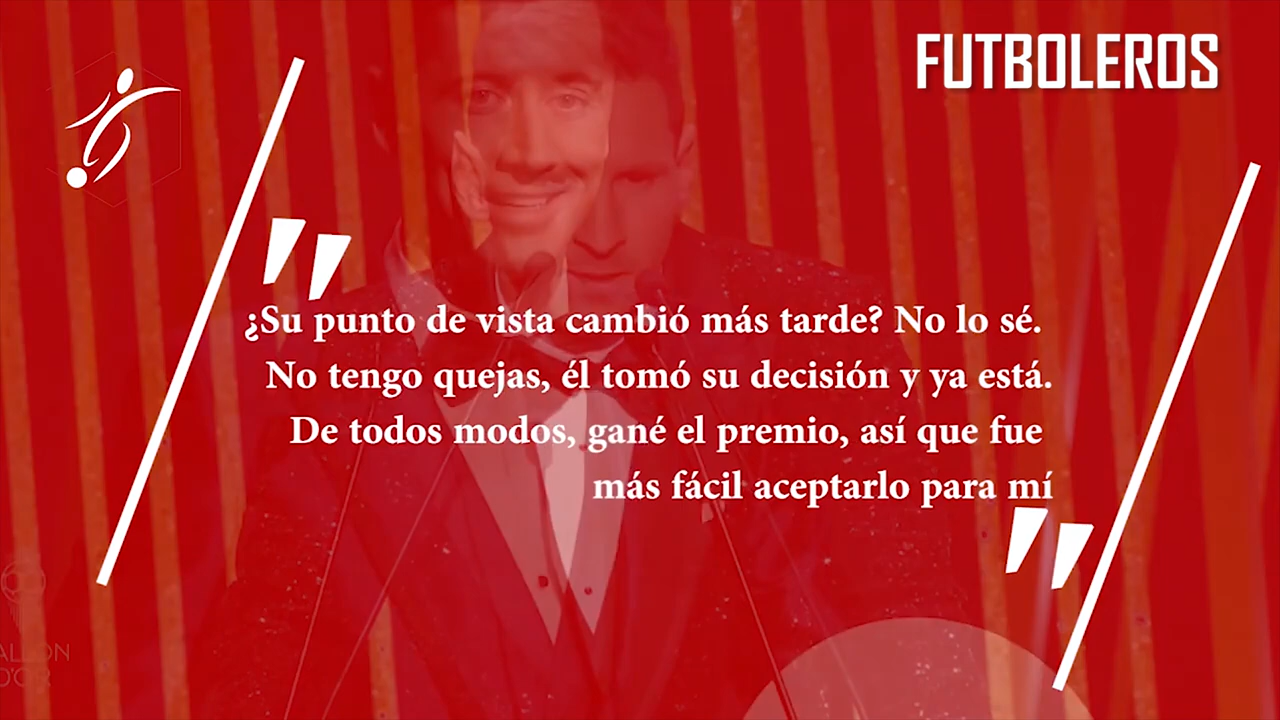 FUTBOLEROS
¿Su punto de vista cambió más tarde? No lo sé.
No tengo quejas, él tomó su decisión y ya está.
De todos modos, gané el premio, así que fue
más fácil aceptarlo para mí
D'OR